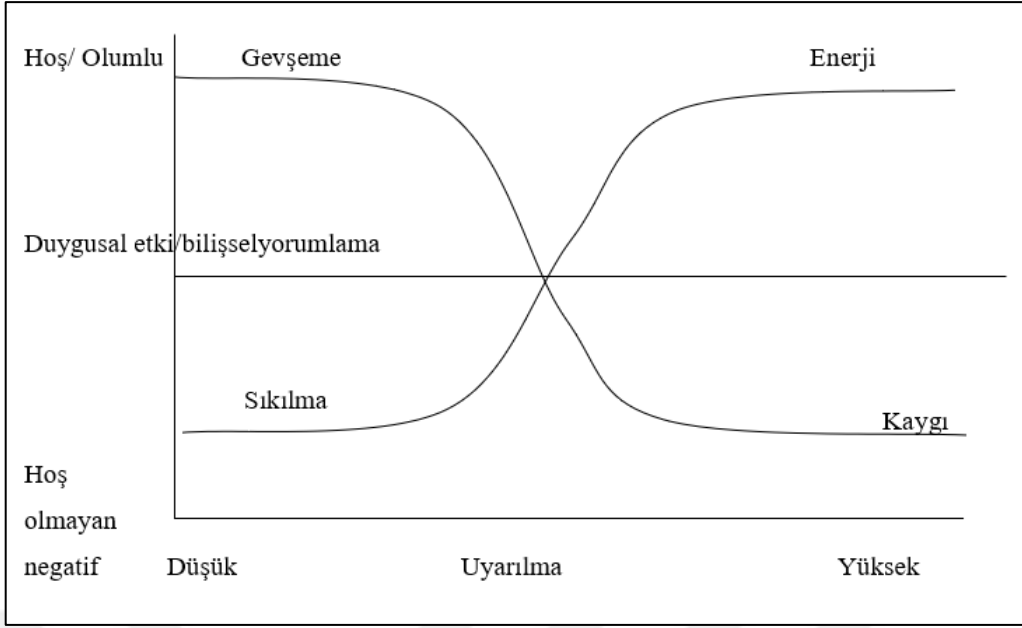 Hoş/ Olumlu Gevşeme Enerji
Duygusal etki/bilişselyorumlama
Sıkılma
Kaygı
Hoş
olmayan
negatif Düşük Uyarılma Yüksek